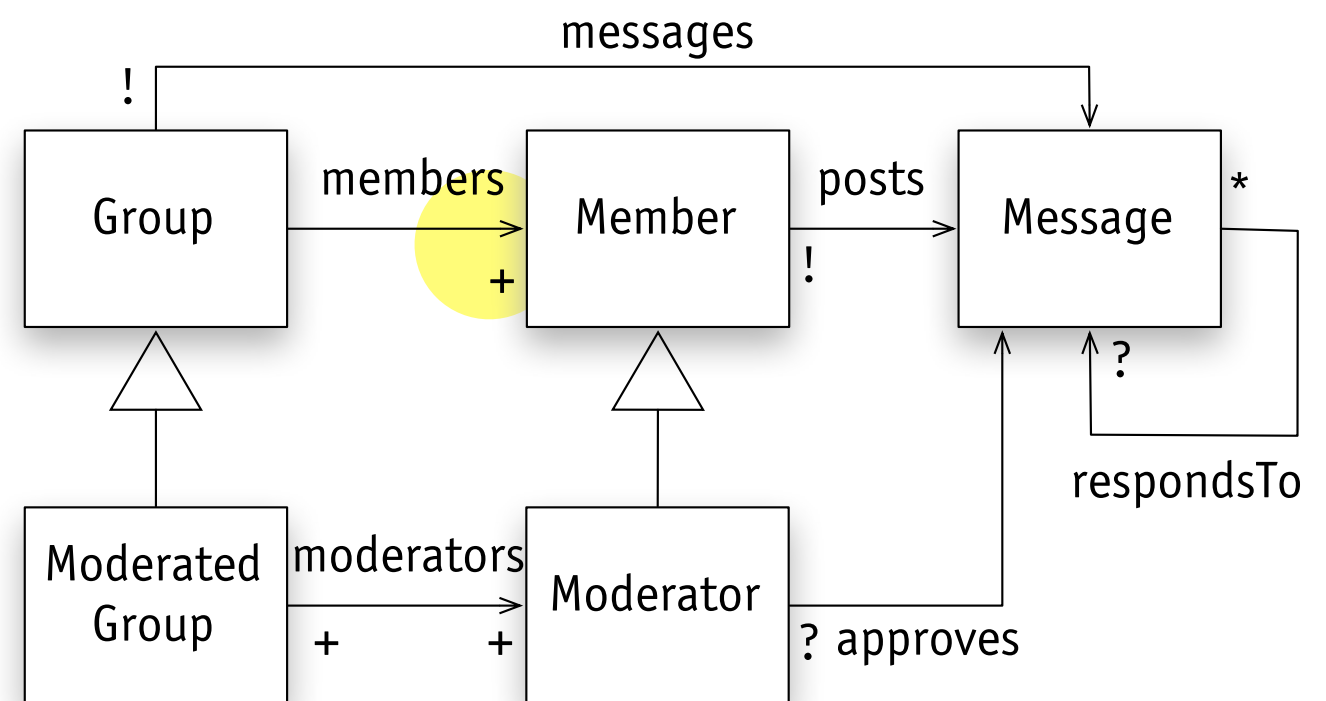 messages
!
members
posts
*
Group
Member
Message
+
!
?
respondsTo
Moderated
Group
moderators
Moderator
+
+
? approves